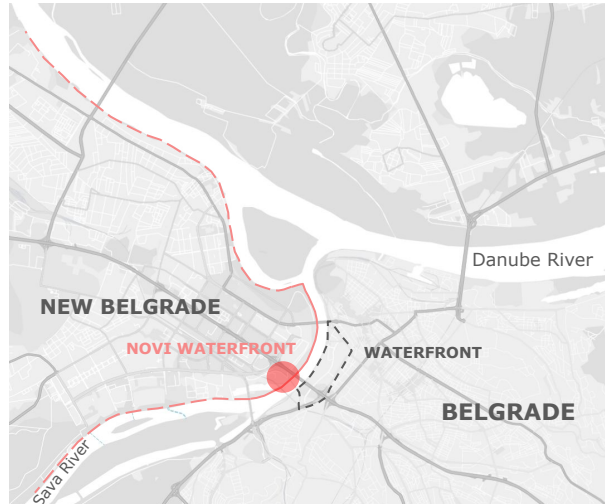 Danube River
NEW BELGRADE
NOVI WATERFRONT
WATERFRONT
BELGRADE
Sava River